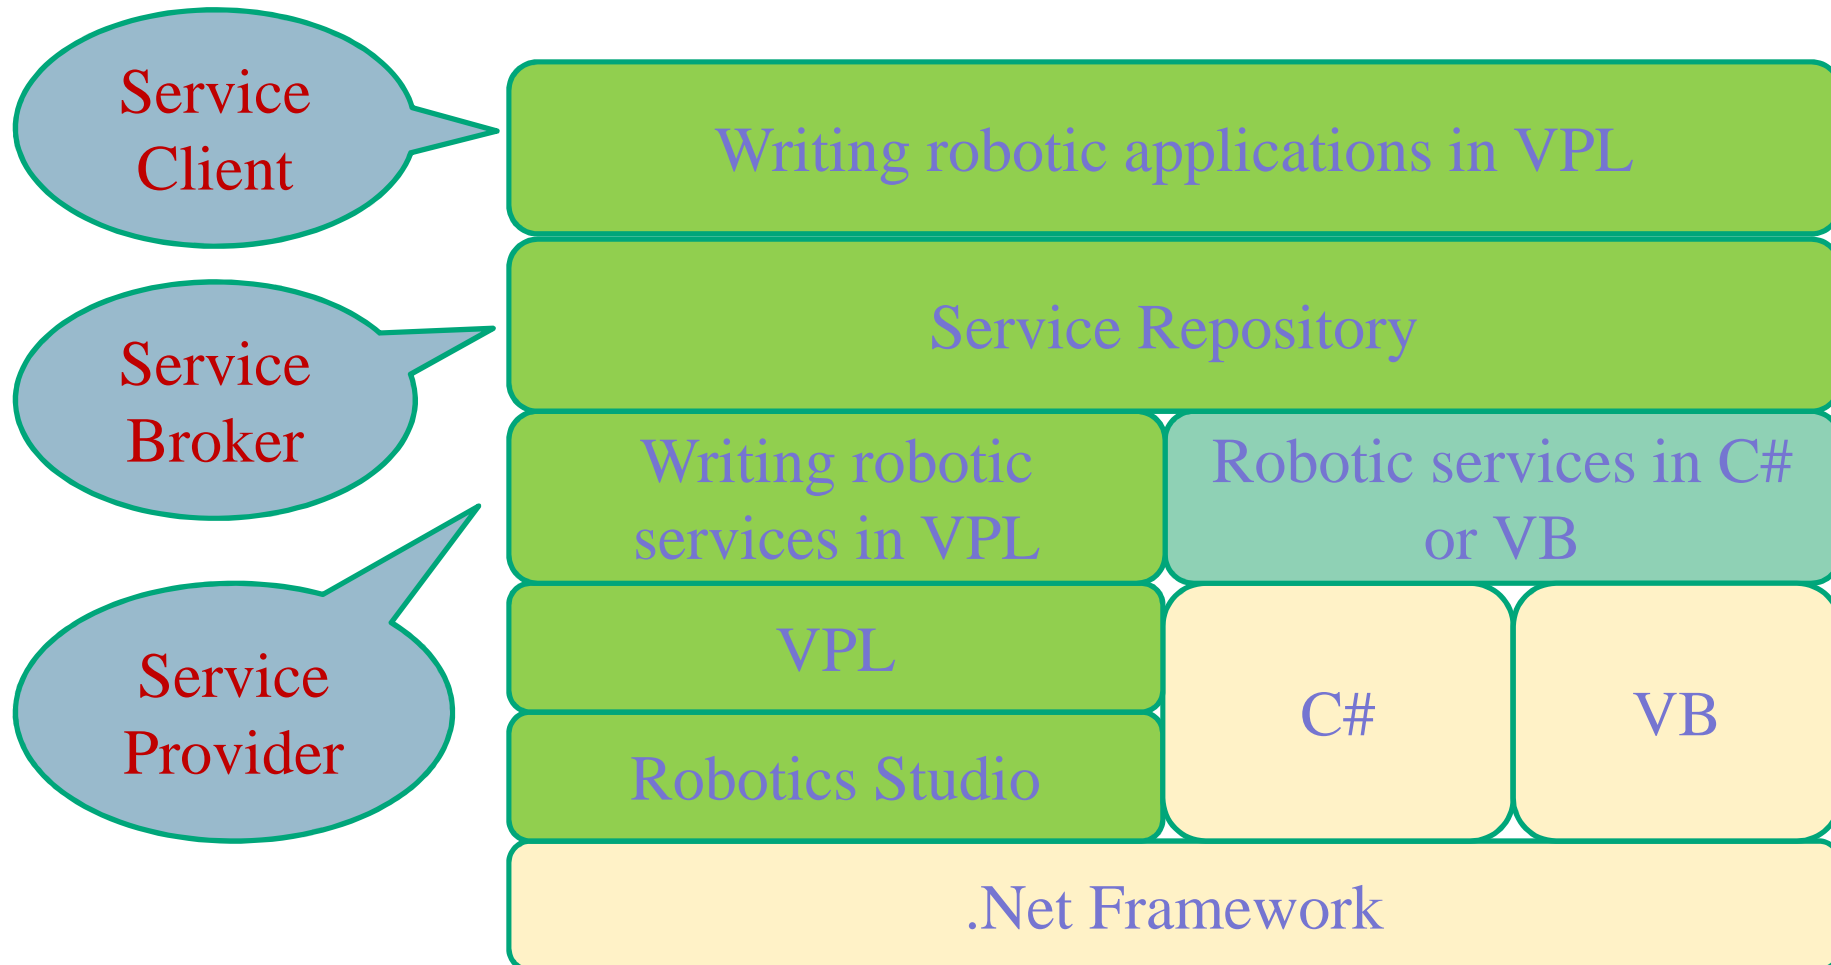 Service
Client
Writing robotic applications in VPL
Service
Broker
Service Repository
Writing robotic
services in VPL
Robotic services in C#
or VB
Service
Provider
VPL
C#
VB
Robotics Studio
.Net Framework